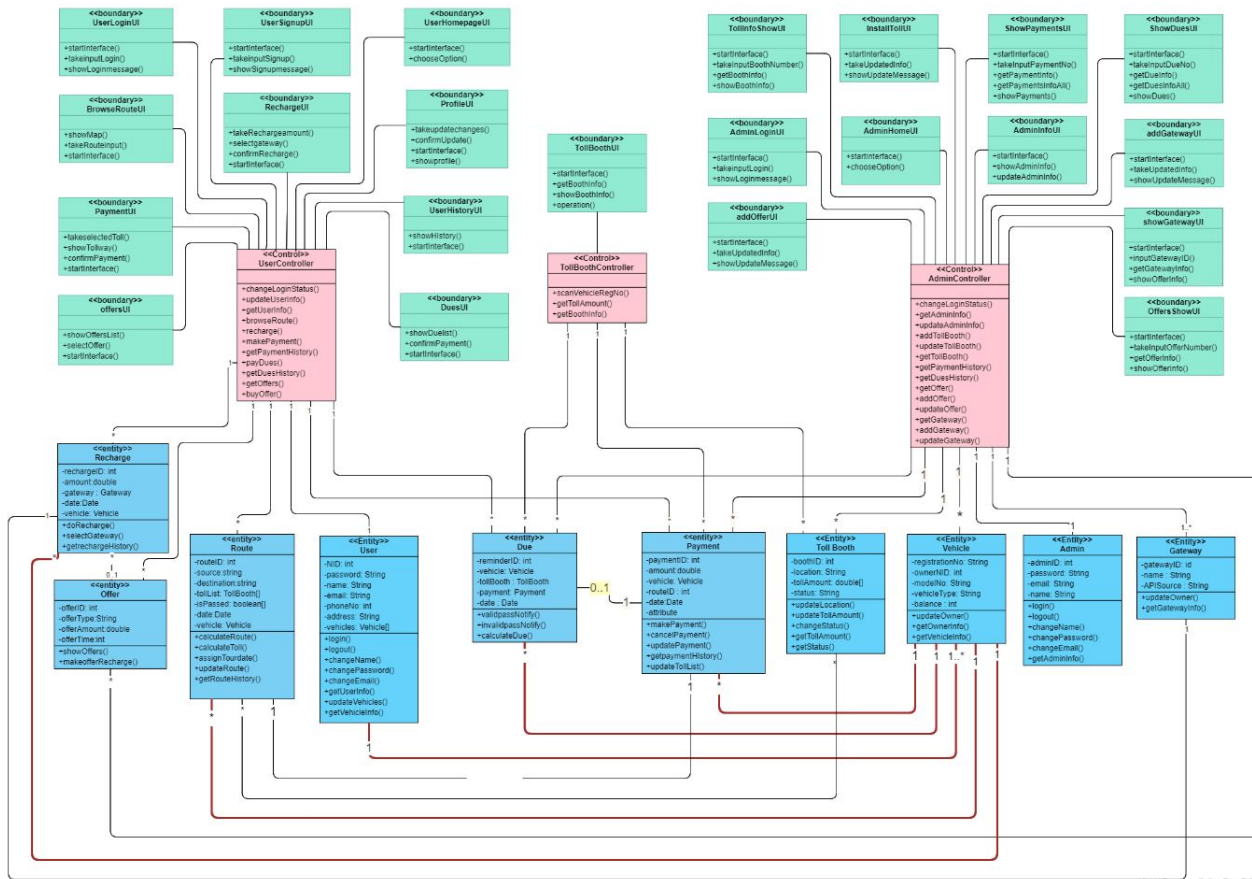 <<boundary>>
UserLoginUI
+startInterface()
+takeinputLogin()
+showLoginmessage()
<<boundary>>
UserSignupUI
+startInterface()
+takeinputSignup()
+showSignupmessage()
<<boundary>>
UserHomepageUI
+startInterface()
+chooseOption()
<<boundary>>
TollInfoShowUI
+startInterface()
+takeInputBoothNumber()
+getBoothInfo()
+showBoothInfo()
<<boundary>>
InstallTollUI
+startInterface()
+takeUpdatedInfo()
+showUpdateMessage()
<<boundary>>
ShowPaymentsUI
+startInterface()
+takeInputPaymentNo()
+getPaymentInfo()
+getPaymentsInfoAll()
+showPayments()
<<boundary>>
ShowDuesUI
+startInterface()
+takeInputDueNo()
+getDueInfo()
+getDuesInfoAll()
+showDues()
<<boundary>>
BrowseRouteUI
+showMap()
+takeRouteinput()
+startInterface()
<<boundary>>
RechargeUI
+takeRechargeamount()
+selectgateway()
+confirmRecharge()
+startInterface()
<<boundary>>
ProfileUI
+takeupdatechanges()
+confirmUpdate()
+startInterface()
+showprofile()
<<boundary>>
TollBoothUI
+startInterface()
+getBoothInfo()
+showBoothInfo()
+operation()
<<boundary>>
AdminLoginUI
+startInterface()
+takeinputLogin()
+showLoginmessage()
<<boundary>>
AdminHomeUI
+startInterface()
+chooseOption()
<<boundary>>
AdminInfoUI
+startInterface()
+showAdminInfo()
+updateAdminInfo()
<<boundary>>
addGatewayUI
+startInterface()
+takeUpdatedInfo()
+showUpdateMessage()
<<boundary>>
PaymentUI
+takeselectedToll()
+showTollway()
+confirmPayment()
+startInterface()
<<boundary>>
UserHistoryUI
+showHistory()
+startInterface()
<<boundary>>
addOfferUI
+startInterface()
+takeUpdatedInfo()
+showUpdateMessage()
<<boundary>>
showGatewayUI
+startInterface()
+inputGatewayID()
+getGatewayInfo()
+showOfferInfo()
<<boundary>>
offersUI
+showOffersList()
+selectOffer()
+startInterface()
<<Control>>
UserController
+changeLoginStatus()
+updateUserInfo()
+getUserInfo()
+browseRoute()
+recharge()
+makePayment()
+getPaymentHistory()
+payDues()
+getDuesHistory()
+getOffers()
+buyOffer()
<<boundary>>
DuesUI
+showDuelist()
+confirmPayment()
+startInterface()
<<Control>>
TollBoothController
+scanVehicleRegNo()
+getTollAmount()
+getBoothInfo()
<<Control>>
AdminController
+changeLoginStatus()
+getAdminInfo()
+updateAdminInfo()
+addTollBooth()
+updateTollBooth()
+getTollBooth()
+getPaymentHistory()
+getDuesHistory()
+getOffer()
+addOffer()
+updateOffer()
+getGateway()
+addGateway()
+updateGateway()
<<boundary>>
OffersShowUI
+startInterface()
+takeInputOfferNumber()
+getOfferInfo()
+showOfferInfo()
<<entity>>
Recharge
-rechargeID: int
-amount:double
-gateway : Gateway
-date:Date
-vehicle: Vehicle
+doRecharge()
+selectGateway()
+getrechargeHistory()
<<entity>>
Offer
-offerID: int
-offerType:String
-offerAmount:double
-offerTime:int
+showOffers()
+makeofferRecharge()
<<entity>>
Route
-routeID: int
-source:string
-destination:string
-tollList: TollBooth[]
-isPassed: boolean[]
-date: Date
-vehicle: Vehicle
+calculateRoute()
+calculateToll()
+assignTourdate()
+updateRoute()
+getRouteHistory()
<<Entity>>
User
-NID: int
-password: String
-name: String
-email: String
-phoneNo: int
-address: String
-vehicles: Vehicle[]
+login()
+logout()
+changeName()
+changePassword()
+changeEmail()
+getUserInfo()
+updateVehicles()
+getVehicleInfo()
<<entity>>
Due
-reminderID: int
-vehicle: Vehicle
-tollBooth : TollBooth
-payment: Payment
-date : Date
+validpassNotify()
+invalidpassNotify()
+calculateDue()
0..1
1
<<entity>>
Payment
-paymentID: int
-amount:double
-vehicle: Vehicle
-routeID: int
-date:Date
-attribute
+makePayment()
+cancelPayment()
+updatePayment()
+getpaymentHistory()
+updateTollList()
<<Entity>>
Toll Booth
-boothID: int
-location: String
-tollAmount: double[]
-status: String
+updateLocation()
+updateTollAmount()
+changeStatus()
+getTollAmount()
+getStatus()
<<Entity>>
Vehicle
-registrationNo: String
-ownerNID: int
-modelNo: String
-vehicleType: String
-balance : int
+updateOwner()
+getOwnerInfo()
+getVehicleInfo()
<<Entity>>
Admin
-adminID: int
-password: String
-email: String
-name: String
+login()
+logout()
+changeName()
+changePassword()
+changeEmail()
+getAdminInfo()
<<Entity>>
Gateway
-gatewayID: id
-name : String
-APISource : String
+updateOwner()
+getGatewayInfo()